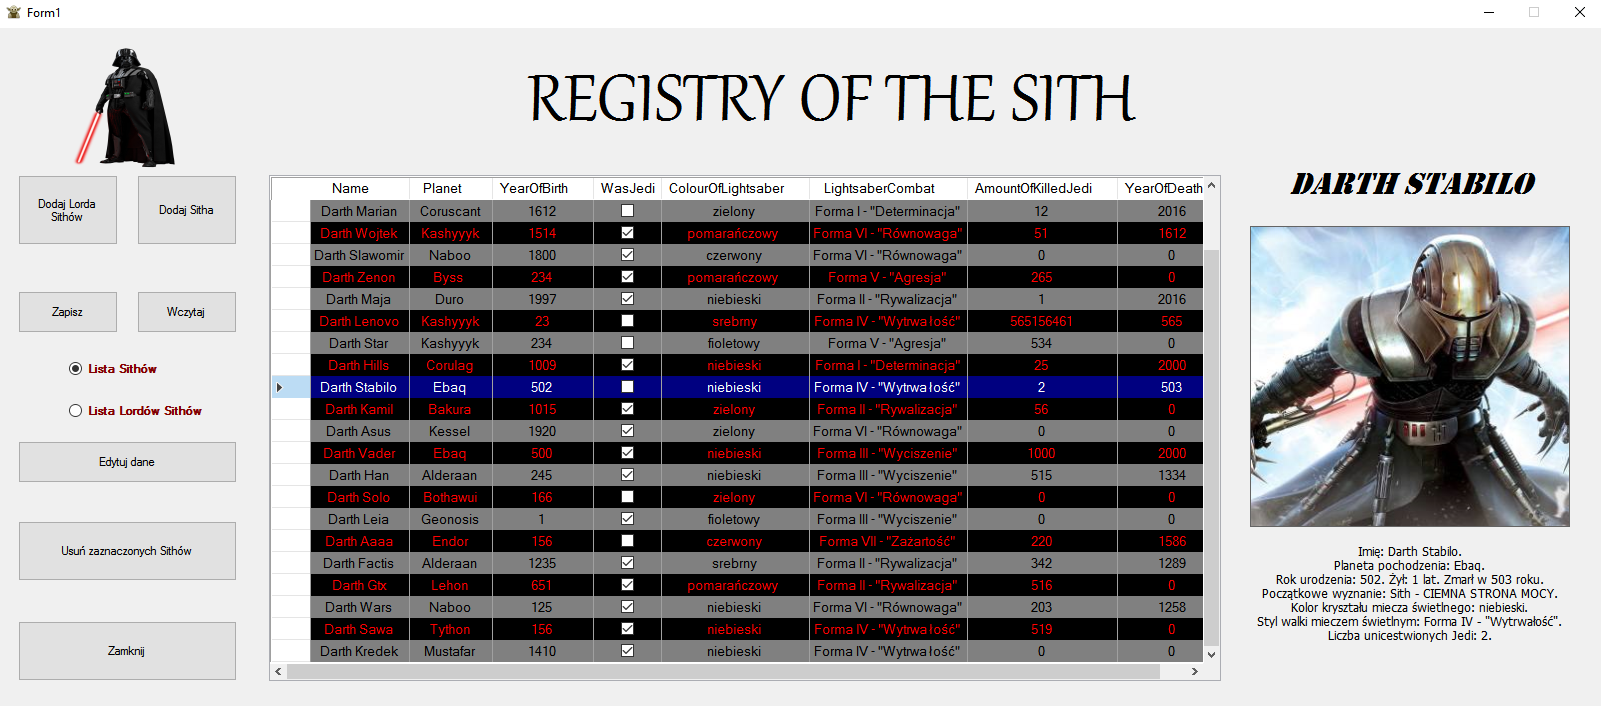 Form1
REGISTRY OF THE SITH
Dodaj Lorda
Sithów
Dodaj Sitha
Zapisz
Wczytaj
Lista Sithów
Lista Lordów Sithów
Edytuj dane
Usuń zaznaczonych Sithów
Zamknij
Name Planet YearOfBirth WasJedi ColourOfLightsaber LightsaberCombat AmountOfKilledJedi YearOfDeath
Darth Marian Coruscant 1612 zielony Forma I - "Determinacja" 12 2016
Darth Wojtek Kashyyyk 1514 pomarańczowy Forma VI - "Równowaga" 51 1612
Darth Slawomir Naboo 1800 czerwony Forma VI - "Równowaga" 0 0
Darth Zenon Byss 234 pomarańczowy Forma V - "Agresja" 265 0
Darth Maja Duro 1997 niebieski Forma II - "Rywalizacja" 1 2016
Darth Lenovo Kashyyyk 23 srebrny Forma IV - "Wytrwałość" 565156461 565
Darth Star Kashyyyk 234 fioletowy Forma V - "Agresja" 534 0
Darth Hills Corulag 1009 niebieski Forma I - "Determinacja" 25 2000
Darth Stabilo Ebaq 502 niebieski Forma IV - "Wytrwałość" 2 503
Darth Kamil Bakura 1015 zielony Forma II - "Rywalizacja" 56 0
Darth Asus Kessel 1920 zielony Forma VI - "Równowaga" 0 0
Darth Vader Ebaq 500 niebieski Forma III - "Wyciszenie" 1000 2000
Darth Han Alderaan 245 niebieski Forma III - "Wyciszenie" 515 1334
Darth Solo Bothawui 166 zielony Forma VI - "Równowaga" 0 0
Darth Leia Geonosis 1 fioletowy Forma III - "Wyciszenie" 0 0
Darth Aaaa Endor 156 czerwony Forma VII - "Zażartość" 220 1586
Darth Factis Alderaan 1235 srebrny Forma II - "Rywalizacja" 342 1289
Darth Gtx Lehon 651 pomarańczowy Forma II - "Rywalizacja" 516 0
Darth Wars Naboo 125 niebieski Forma VI - "Równowaga" 203 1258
Darth Sawa Tython 156 niebieski Forma IV - "Wytrwałość" 519 0
Darth Kredek Mustafar 1410 niebieski Forma IV - "Wytrwałość" 0 0
DARTH STABILO
Imię: Darth Stabilo.
Planeta pochodzenia: Ebaq.
Rok urodzenia: 502. Żył: 1 lat. Zmarł w 503 roku.
Początkowe wyznanie: Sith - CIEMNA STRONA MOCY.
Kolor kryształu miecza świetlnego: niebieski.
Styl walki mieczem świetlnym: Forma IV - "Wytrwałość".
Liczba unicestwionych Jedi: 2.